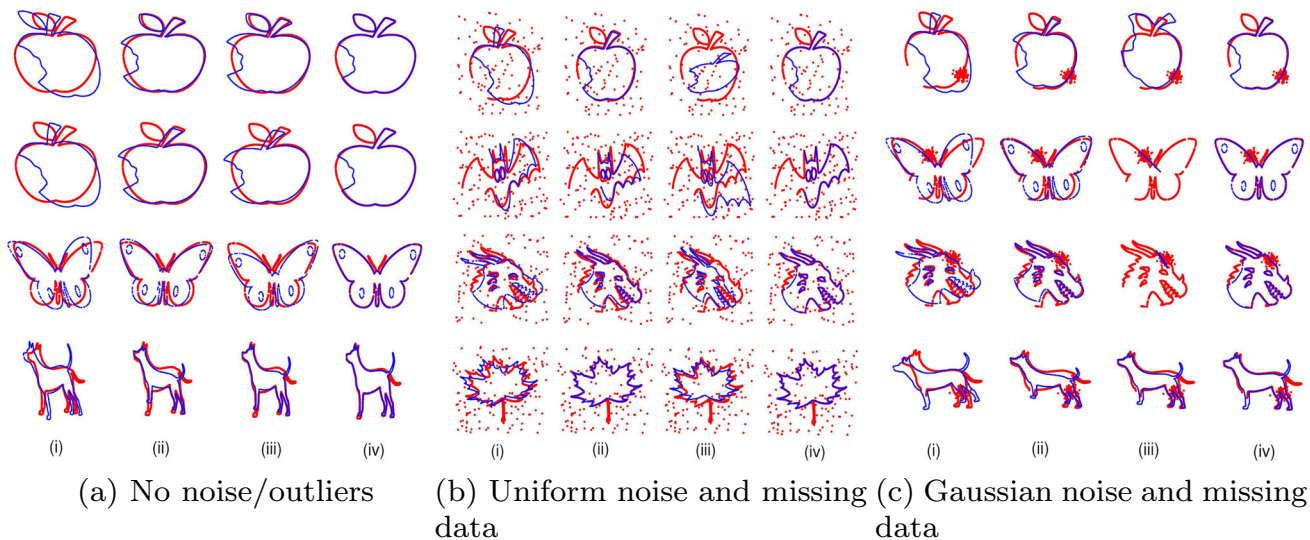 (i) (ii) (iii) (iv) (i) (ii) (iii) (iv) (i) (ii) (iii) (iv)
(a) No noise/outliers
(b) Uniform noise and missing
data
(c) Gaussian noise and missing
data